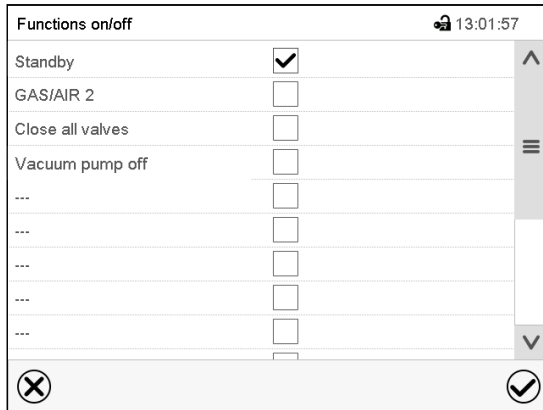 Functions on/off 13:01:57
Standby
GAS/AIR 2
Close all valves
Vacuum pump off
---
---
---
---
---